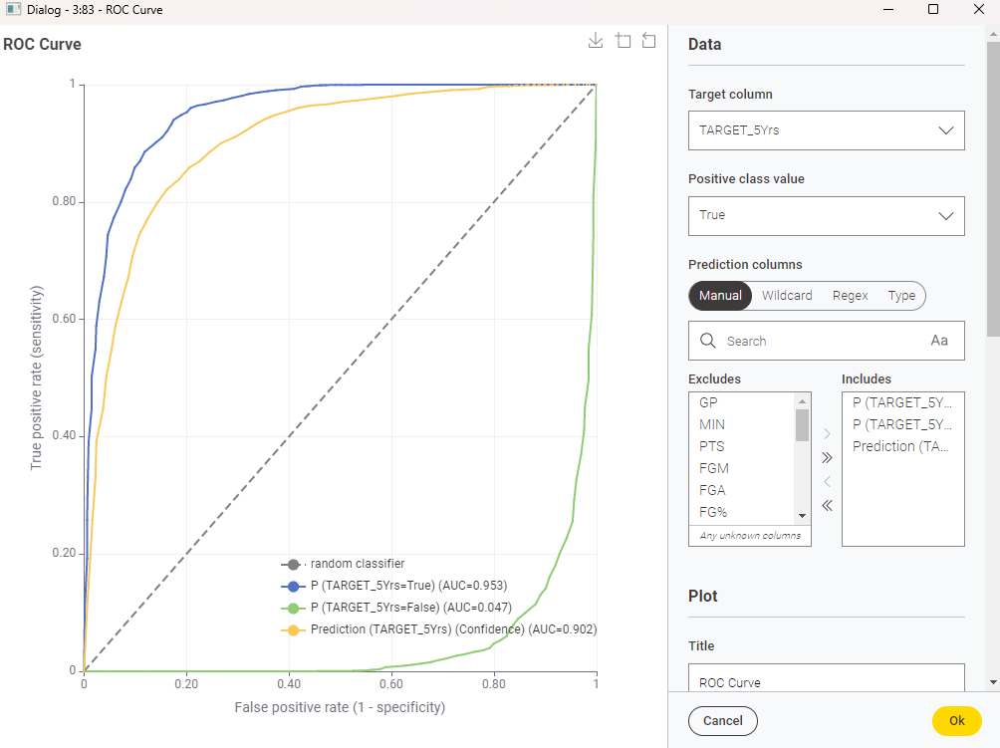 Dialog - 3:83 - ROC Curve
ROC Curve
True positive rate (sensitivity)
1
0.80
0.60
0.40
0.20
0
0
0.20
0.40
0.60
0.80
1
False positive rate (1 - specificity)
random classifier
P (TARGET_5Yrs=True) (AUC=0.953)
P (TARGET_5Yrs=False) (AUC=0.047)
Prediction (TARGET_5Yrs) (Confidence) (AUC=0.902)
Data
Target column
TARGET_5Yrs
Positive class value
True
Prediction columns
Manual Wildcard Regex Type
Search Aa
Excludes
GP
MIN
PTS
FGM
FGA
FG%
Any unknown columns
Includes
P (TARGET_5Y...
P (TARGET_5Y...
Prediction (TA...
Plot
Title
ROC Curve
Cancel Ok